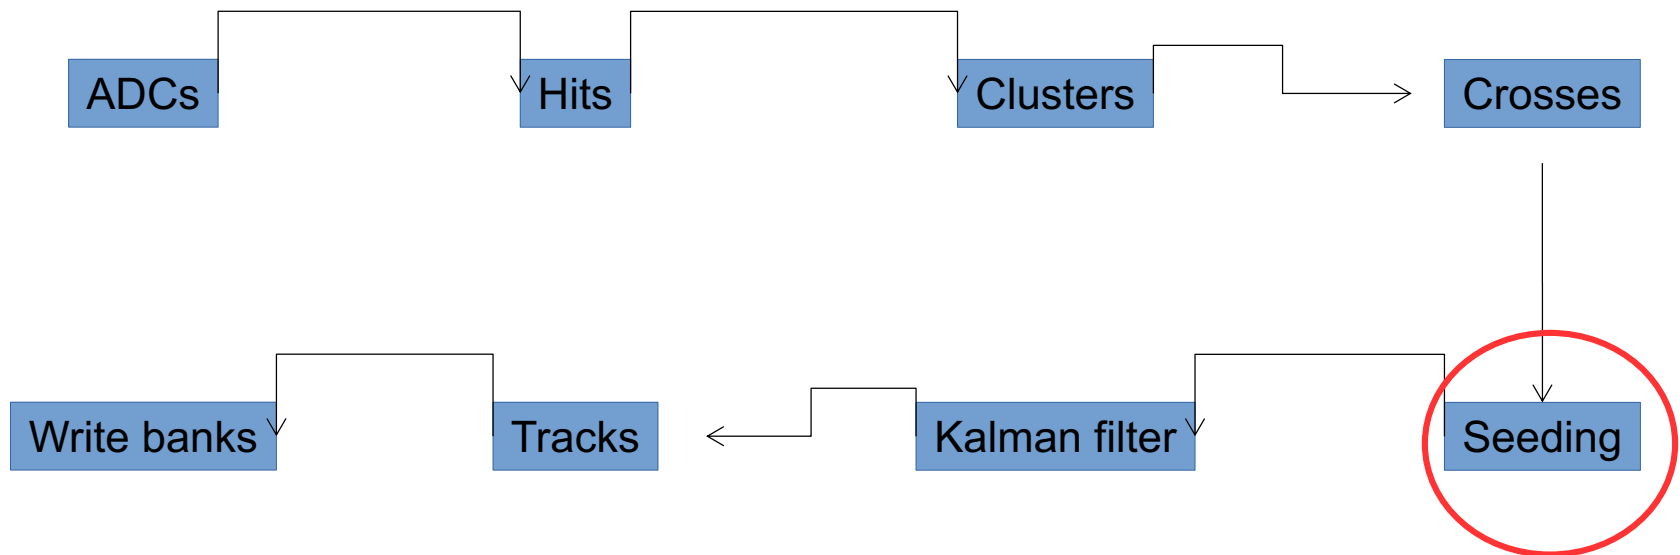 ADCs
Hits
Clusters
Crosses
Write banks
Tracks
Kalman filter
Seeding